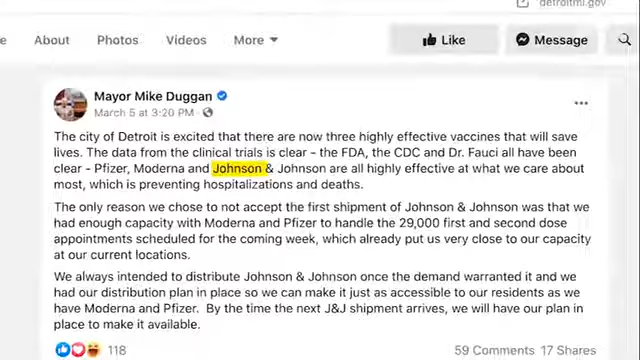 detroitmi.gov
e About Photos Videos More Like Message
Mayor Mike Duggan
March 5 at 3:20 PM ·
The city of Detroit is excited that there are now three highly effective vaccines that will save
lives. The data from the clinical trials is clear – the FDA, the CDC and Dr. Fauci all have been
clear – Pfizer, Moderna and Johnson & Johnson are all highly effective at what we care about
most, which is preventing hospitalizations and deaths.
The only reason we chose to not accept the first shipment of Johnson & Johnson was that we
had enough capacity with Moderna and Pfizer to handle the 29,000 first and second dose
appointments scheduled for the coming week, which already put us very close to our capacity
at our current locations.
We always intended to distribute Johnson & Johnson once the demand warranted it and we
had our distribution plan in place so we can make it just as accessible to our residents as we
have Moderna and Pfizer. By the time the next J&J shipment arrives, we will have our plan in
place to make it available.
118 59 Comments 17 Shares